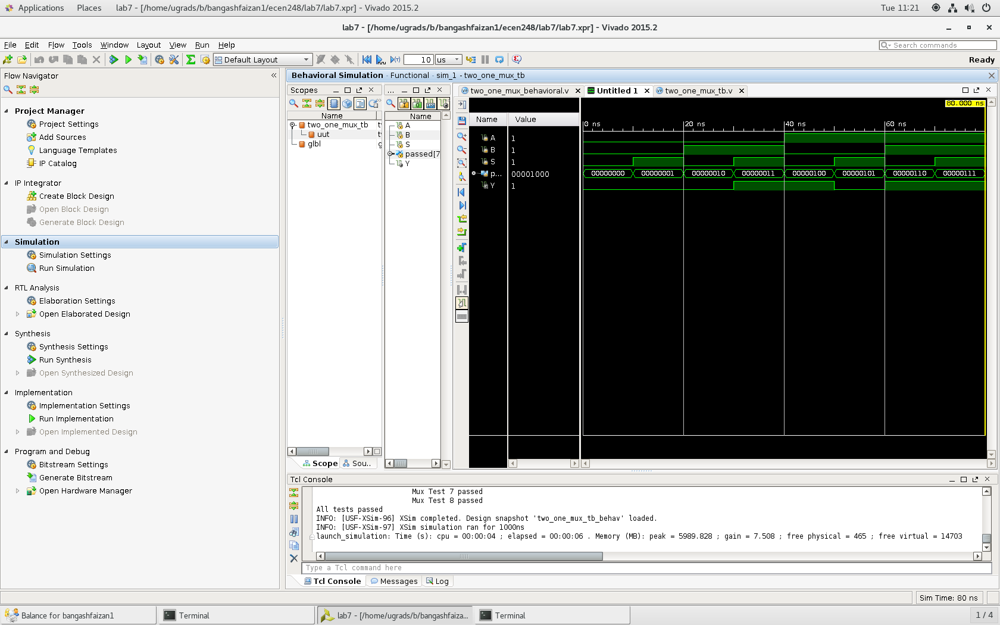 Applications Places lab7 - [/home/ugrads/b/bangashfaizan1/ecen248/lab7/lab7.xpr] - Vivado 2015.2 Tue 11:21
lab7 - [/home/ugrads/b/bangashfaizan1/ecen248/lab7/lab7.xpr] - Vivado 2015.2
File Edit Flow Tools Window Layout View Run Help
Search commands
Default Layout 10 us Ready
Flow Navigator
Project Manager
Project Settings
Add Sources
Language Templates
IP Catalog
IP Integrator
Create Block Design
Open Block Design
Generate Block Design
Simulation
Simulation Settings
Run Simulation
RTL Analysis
Elaboration Settings
Open Elaborated Design
Synthesis
Synthesis Settings
Run Synthesis
Open Synthesized Design
Implementation
Implementation Settings
Run Implementation
Open Implemented Design
Program and Debug
Bitstream Settings
Generate Bitstream
Open Hardware Manager
Behavioral Simulation - Functional - sim_1 - two_one_mux_tb
Scopes
Name
two_one_mux_tb
uut
glbl
Scope Sou..
...
Name
A
B
S
passed[7
Y
two_one_mux_behavioral.v Untitled 1 two_one_mux_tb.v
80.000 ns
Name Value
0 ns 20 ns 40 ns 60 ns
A 1
B 1
S 1
p... 00001000 00000000 00000001 00000010 00000011 00000100 00000101 00000110 00000111
Y 1
Tcl Console
Mux Test 7 passed
Mux Test 8 passed
All tests passed
INFO: [USF-XSim-96] XSim completed. Design snapshot 'two_one_mux_tb_behav' loaded.
INFO: [USF-XSim-97] XSim simulation ran for 1000ns
launch_simulation: Time (s): cpu = 00:00:04 ; elapsed = 00:00:06 . Memory (MB): peak = 5989.828 ; gain = 7.508 ; free physical = 465 ; free virtual = 14703
Type a Tcl command here
Tcl Console Messages Log
Sim Time: 80 ns
Balance for bangashfaizan1 Terminal lab7 - [/home/ugrads/b/bangashfaiza... Terminal 1 / 4